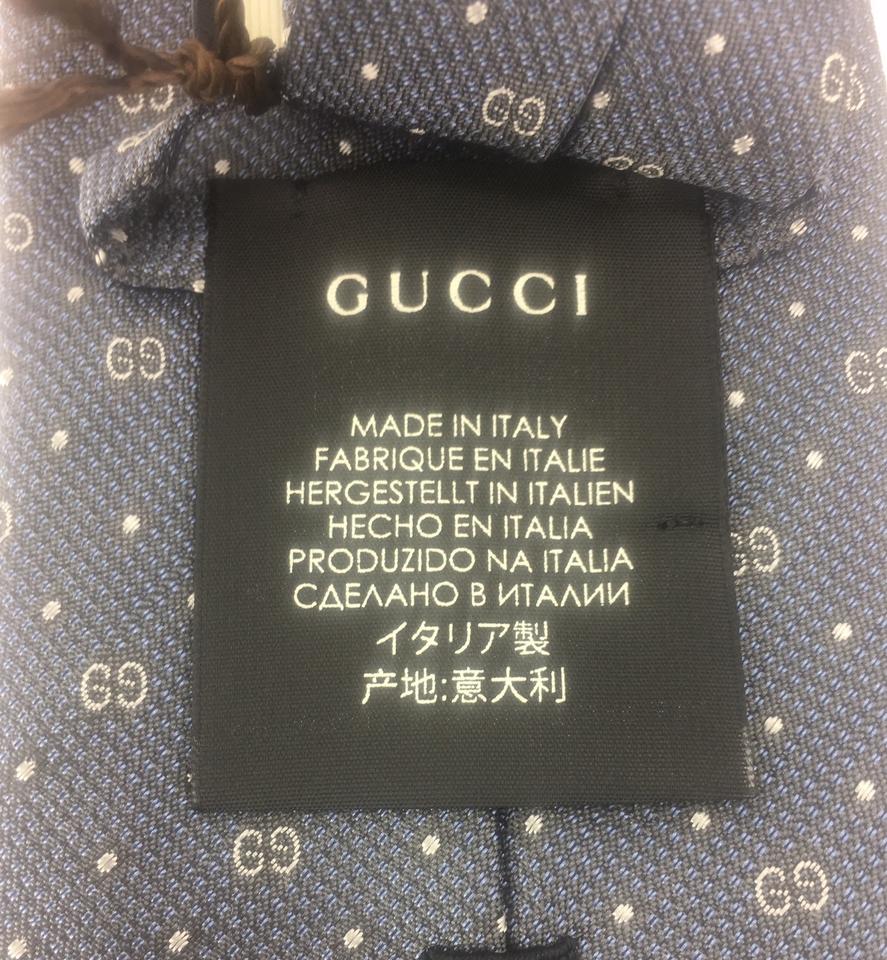 GUCCI
MADE IN ITALY
FABRIQUE EN ITALIE
HERGESTELLT IN ITALIEN
HECHO EN ITALIA
PRODUZIDO NA ITALIA
СДЕЛАНО В ИТАЛИИ
イタリア製
产地:意大利